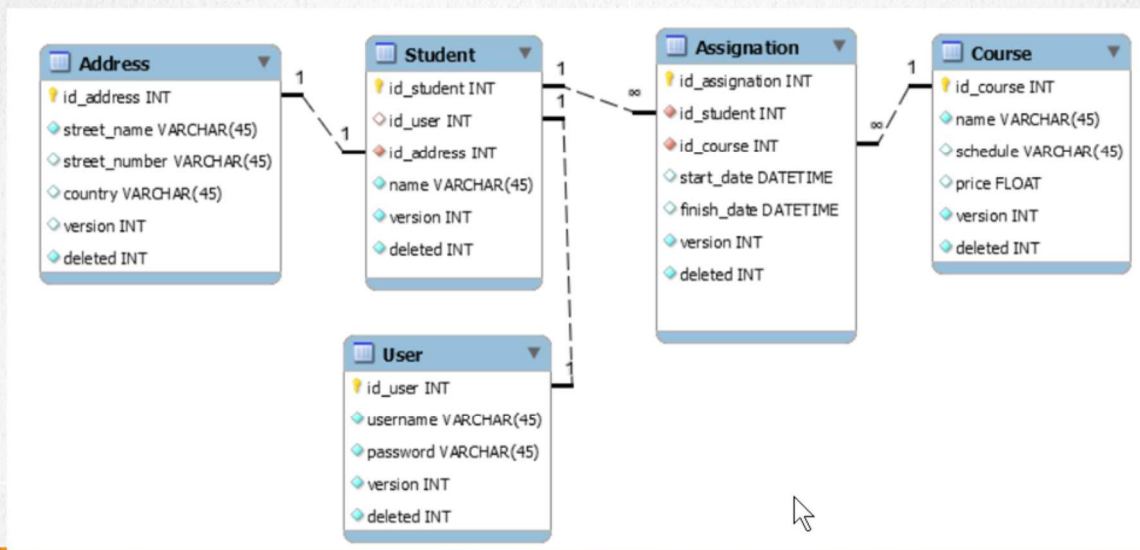 Address
id_address INT
street_name VARCHAR(45)
street_number VARCHAR(45)
country VARCHAR(45)
version INT
deleted INT
1
1
Student
id_student INT
id_user INT
id_address INT
name VARCHAR(45)
version INT
deleted INT
1
1
∞
Assignation
id_assignation INT
id_student INT
id_course INT
start_date DATETIME
finish_date DATETIME
version INT
deleted INT
∞
1
Course
id_course INT
name VARCHAR(45)
schedule VARCHAR(45)
price FLOAT
version INT
deleted INT
User
id_user INT
username VARCHAR(45)
password VARCHAR(45)
version INT
deleted INT
1